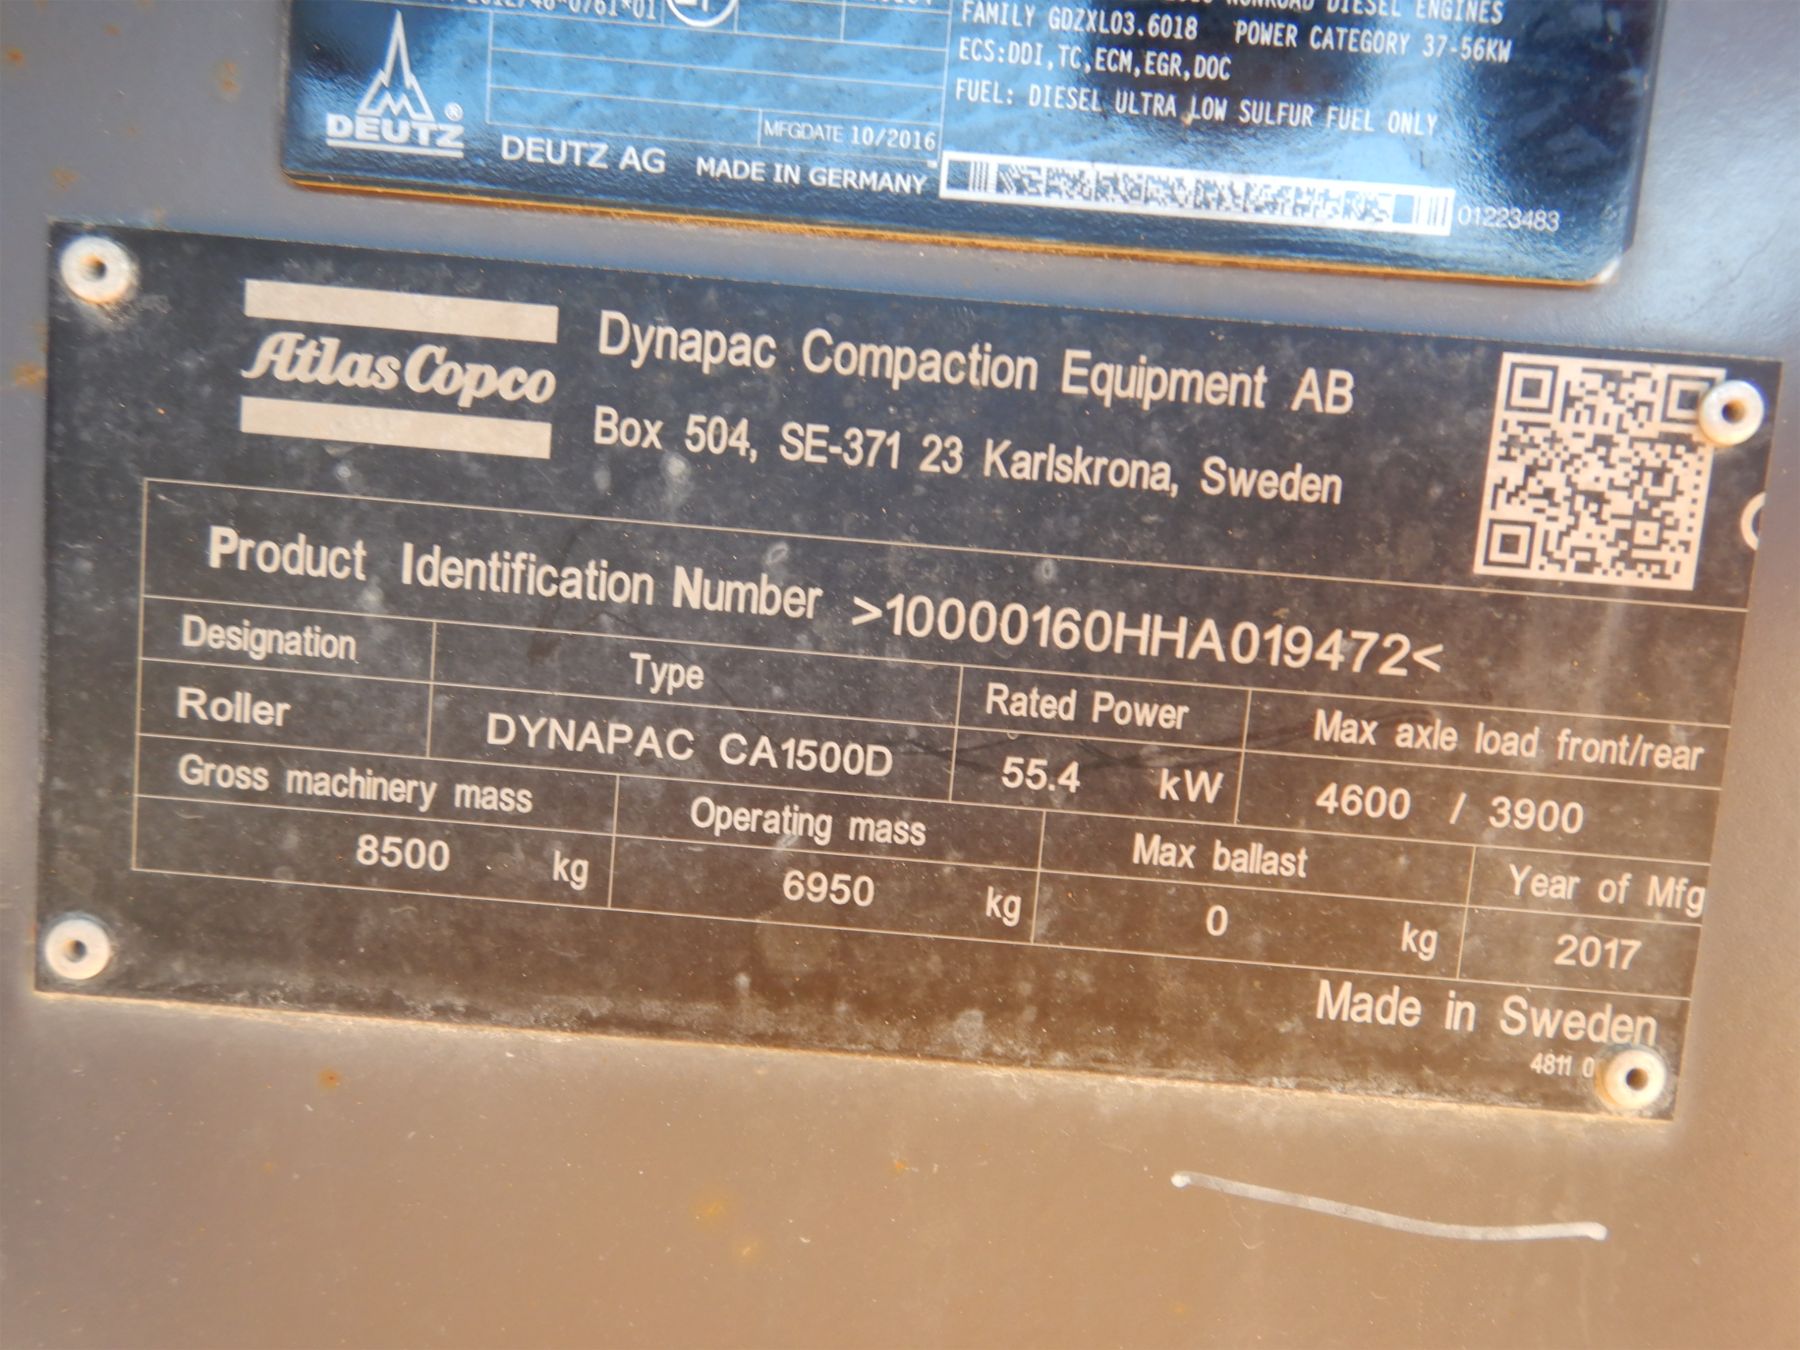 FAMILY GDZXL03.6018 POWER CATEGORY 37-56KW
ECS:DDI,TC,ECM,EGR,DOC
FUEL: DIESEL ULTRA LOW SULFUR FUEL ONLY
DEUTZ®
MFGDATE 10/2016
DEUTZ AG MADE IN GERMANY
01223483
Atlas Copco
Dynapac Compaction Equipment AB
Box 504, SE-371 23 Karlskrona, Sweden
Product Identification Number >10000160HHA019472<
Designation Type Rated Power Max axle load front/rear
Roller DYNAPAC CA1500D 55.4 kW 4600 / 3900
Gross machinery mass Operating mass Max ballast Year of Mfg
8500 kg 6950 kg 0 kg 2017
Made in Sweden
4811 0